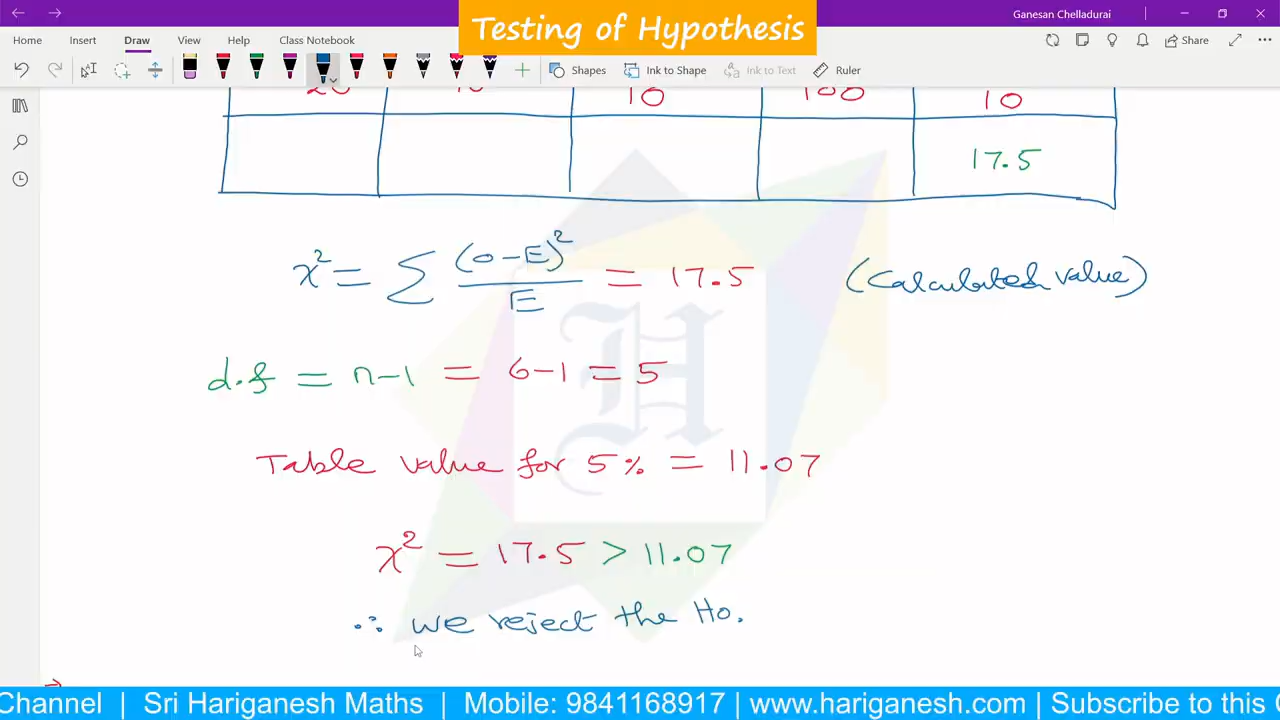 Testing of Hypothesis
Ganesan Chelladurai
Home Insert Draw View Help Class Notebook
Share
Shapes Ink to Shape Ink to Text Ruler
10 100 10
17.5
χ² = ∑ (O-E)²/E = 17.5 (Calculated value)
d.f = n-1 = 6-1 = 5
Table value for 5% = 11.07
χ² = 17.5 > 11.07
∴ we reject the Ho.
H
Channel | Sri Hariganesh Maths | Mobile: 9841168917 | www.hariganesh.com | Subscribe to this